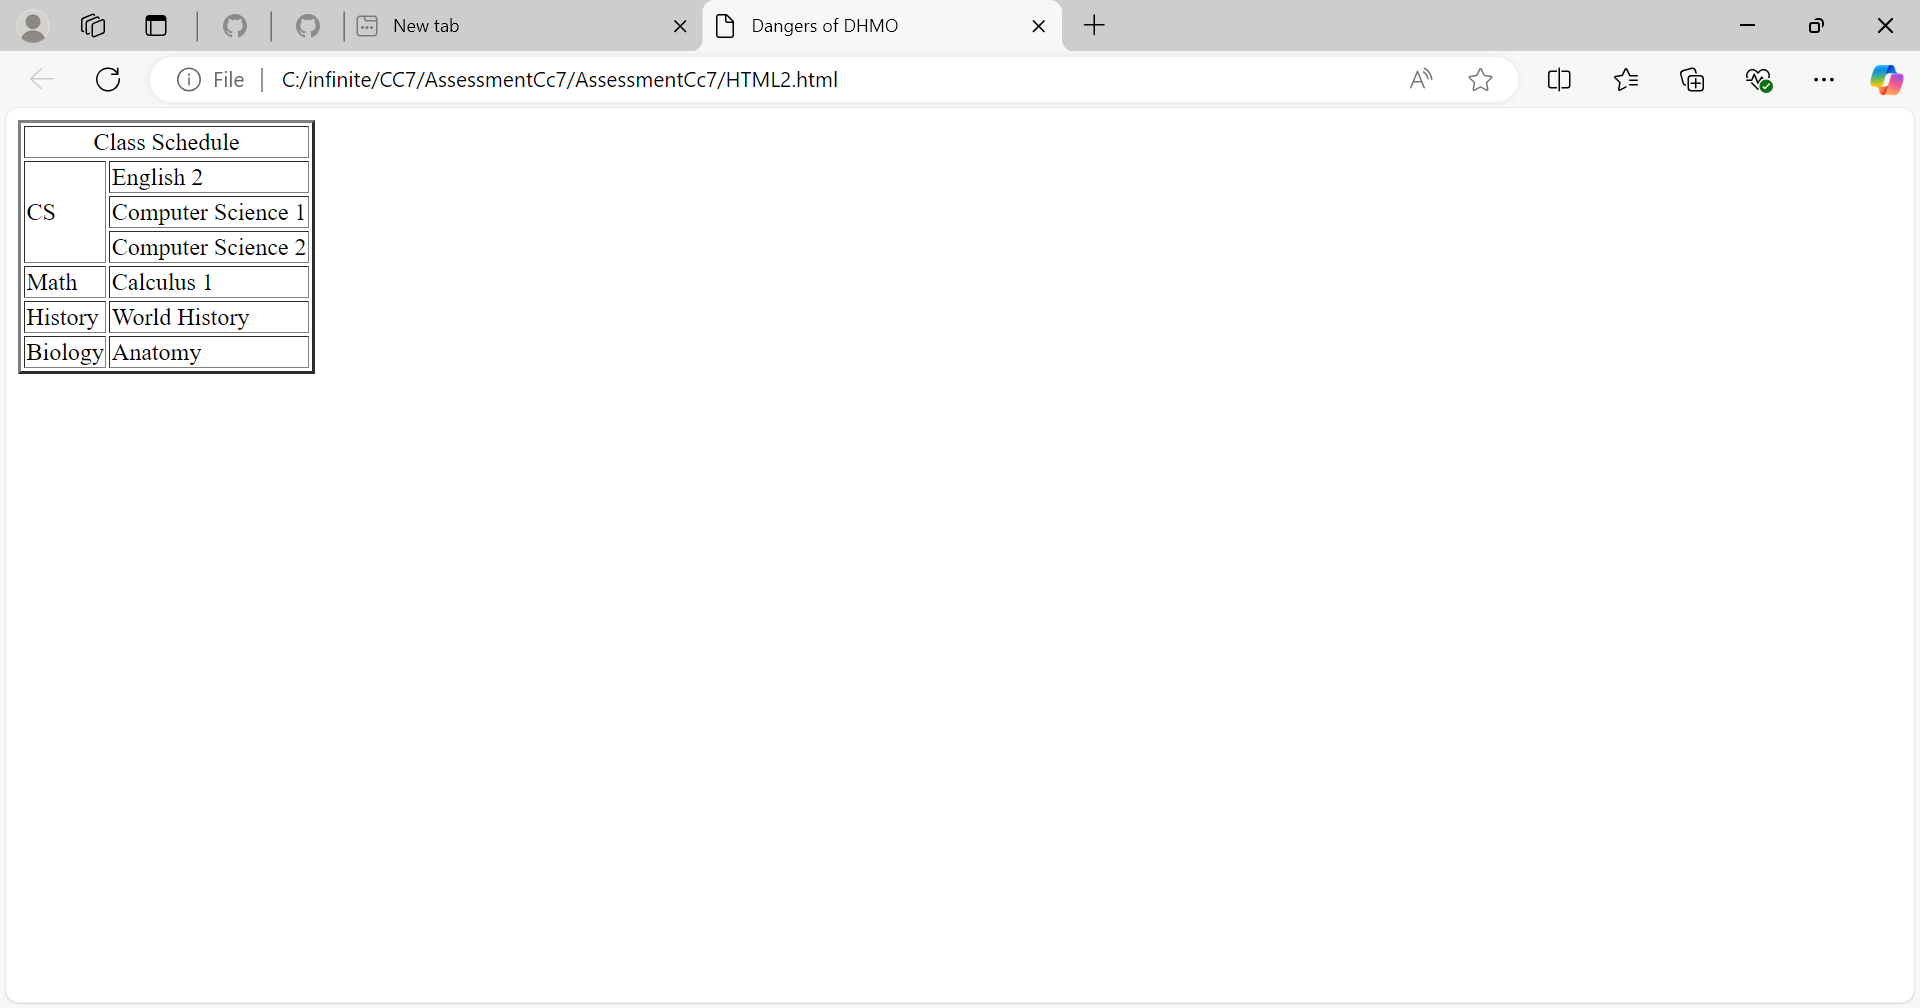 New tab
Dangers of DHMO
File
C:/infinite/CC7/AssessmentCc7/AssessmentCc7/HTML2.html
Class Schedule
CS
English 2
Computer Science 1
Computer Science 2
Math Calculus 1
History World History
Biology Anatomy